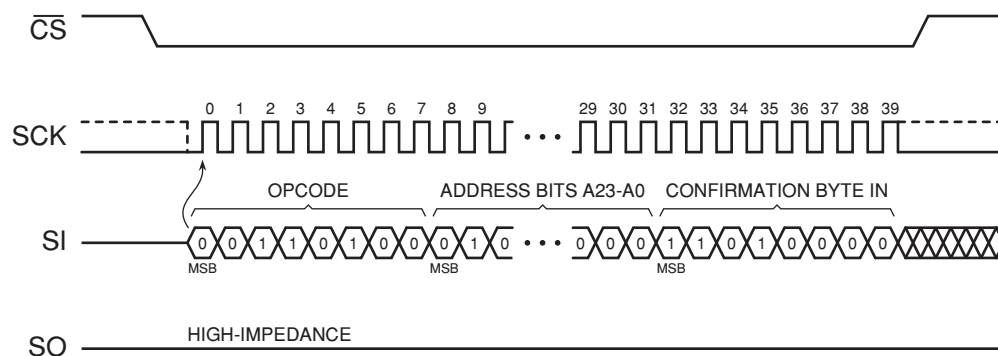 CS
0 1 2 3 4 5 6 7 8 9 29 30 31 32 33 34 35 36 37 38 39
SCK
OPCODE ADDRESS BITS A23-A0 CONFIRMATION BYTE IN
SI 0 0 1 1 0 1 0 0 0 1 0 0 0 0 1 1 0 1 0 0 0 0
MSB MSB MSB
HIGH-IMPEDANCE
SO